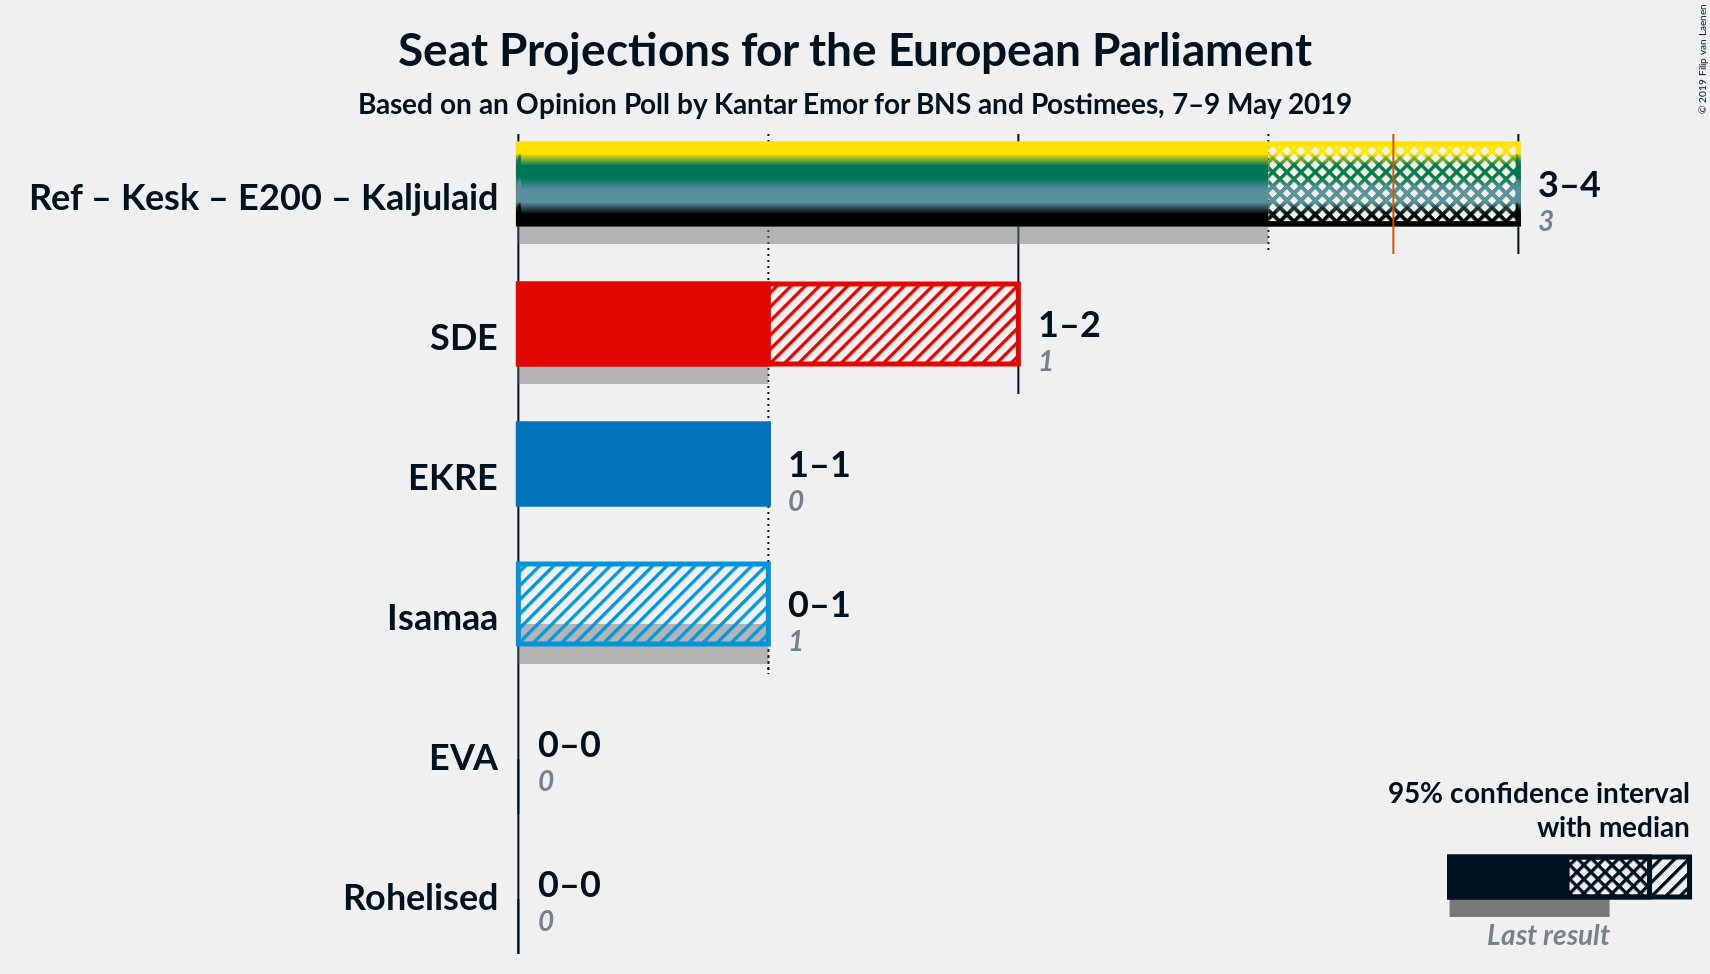 Seat Projections for the European Parliament
Based on an Opinion Poll by Kantar Emor for BNS and Postimees, 7–9 May 2019
© 2019 Filip van Laenen
Ref – Kesk – E200 – Kaljulaid
3–4
3
SDE
1–2
1
EKRE
1–1
0
Isamaa
0–1
1
EVA
0–0
0
Rohelised
0–0
0
95% confidence interval
with median
Last result